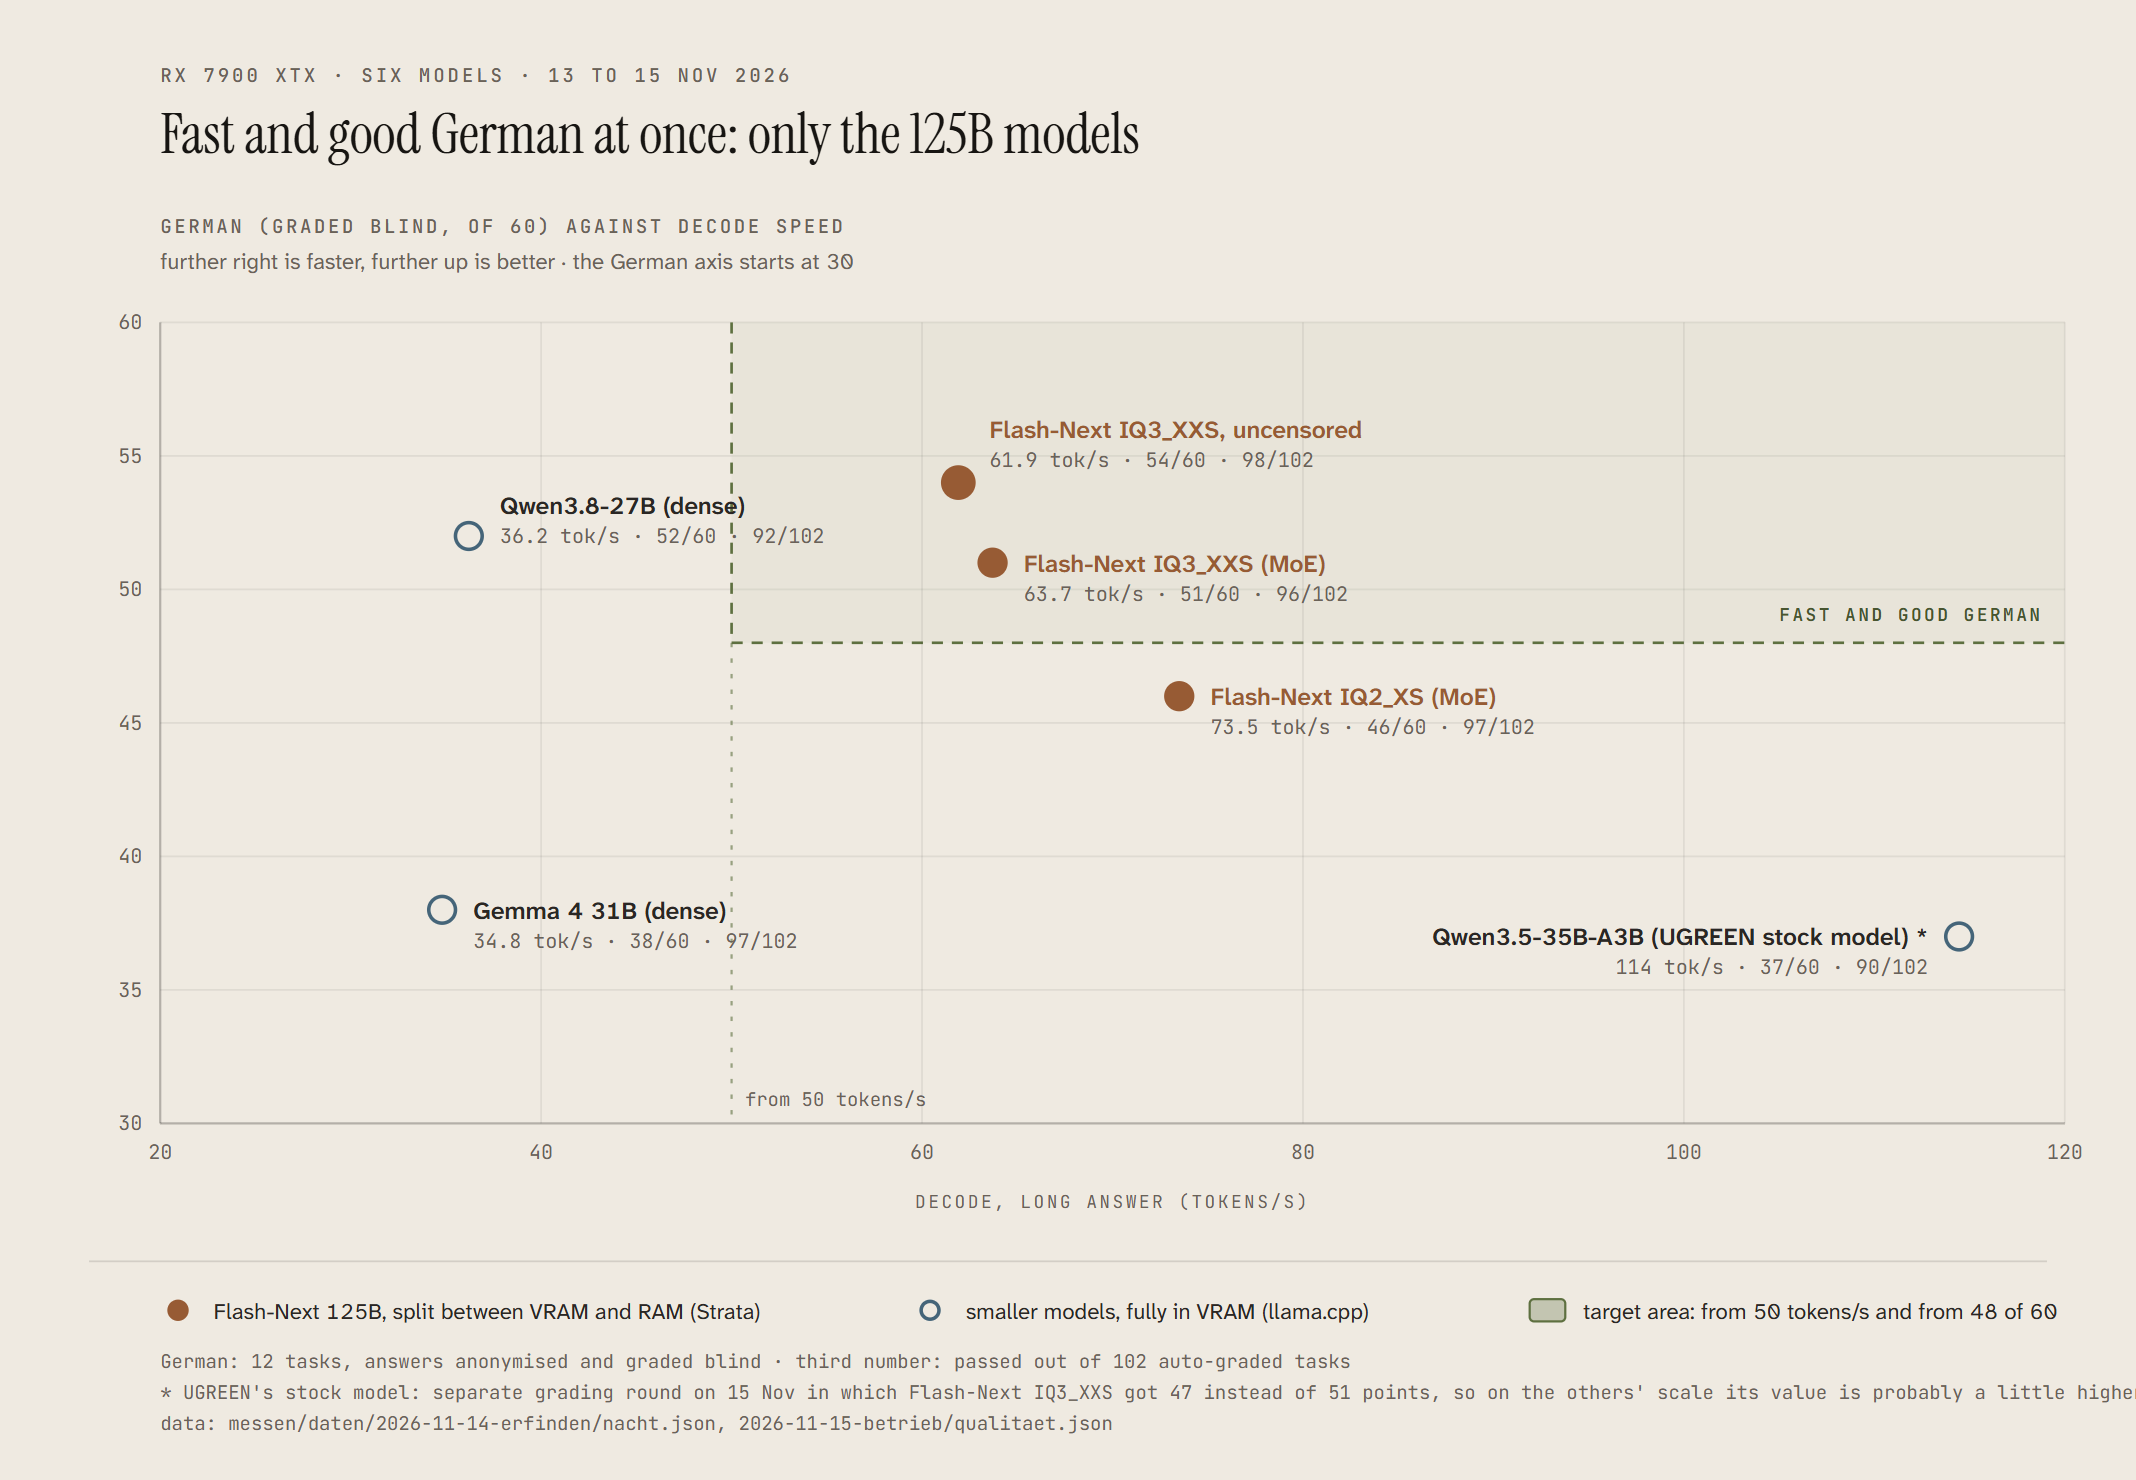 RX 7900 XTX · SIX MODELS · 13 TO 15 NOV 2026
Fast and good German at once: only the 125B models
GERMAN (GRADED BLIND, OF 60) AGAINST DECODE SPEED
further right is faster, further up is better · the German axis starts at 30
60
Flash-Next IQ3_XXS, uncensored
55
61.9 tok/s · 54/60 · 98/102
Qwen3.8-27B (dense)
36.2 tok/s · 52/60 · 92/102
Flash-Next IQ3_XXS (MoE)
50
63.7 tok/s · 51/60 · 96/102
FAST AND GOOD GERMAN
Flash-Next IQ2_XS (MoE)
45
73.5 tok/s · 46/60 · 97/102
40
Gemma 4 31B (dense)
34.8 tok/s · 38/60 · 97/102
Qwen3.5-35B-A3B (UGREEN stock model) *
114 tok/s · 37/60 · 90/102
35
from 50 tokens/s
30
20 40 60 80 100 120
DECODE, LONG ANSWER (TOKENS/S)
Flash-Next 125B, split between VRAM and RAM (Strata)
smaller models, fully in VRAM (llama.cpp)
target area: from 50 tokens/s and from 48 of 60
German: 12 tasks, answers anonymised and graded blind · third number: passed out of 102 auto-graded tasks
* UGREEN's stock model: separate grading round on 15 Nov in which Flash-Next IQ3_XXS got 47 instead of 51 points, so on the others' scale its value is probably a little
data: messen/daten/2026-11-14-erfinden/nacht.json, 2026-11-15-betrieb/qualitaet.json